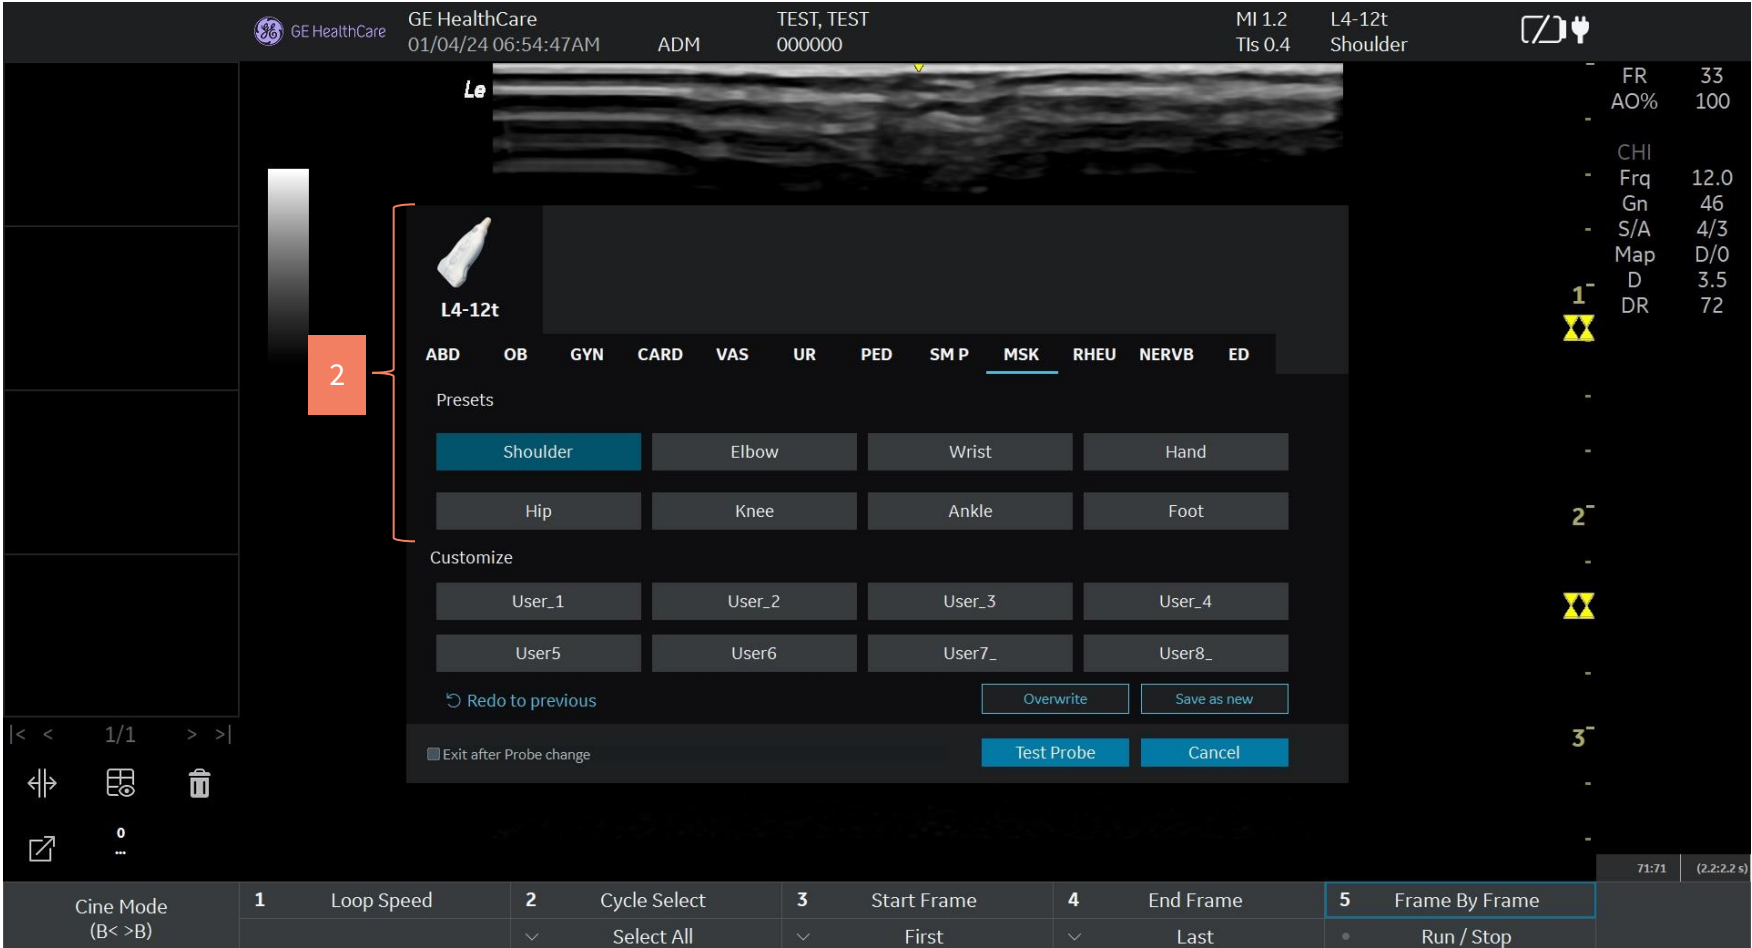 GE HealthCare
GE HealthCare
01/04/24 06:54:47AM ADM
TEST, TEST
000000
MI 1.2
TIs 0.4
L4-12t
Shoulder
Le
FR 33
AO% 100
CHI
Frq 12.0
Gn 46
S/A 4/3
Map D/0
D 3.5
DR 72
1
2
3
2
L4-12t
ABD OB GYN CARD VAS UR PED SM P MSK RHEU NERVB ED
Presets
Shoulder Elbow Wrist Hand
Hip Knee Ankle Foot
Customize
User_1 User_2 User_3 User_4
User5 User6 User7_ User8_
Redo to previous Overwrite Save as new
Exit after Probe change Test Probe Cancel
|< < 1/1 > >|
0
...
71:71 (2.2:2.2 s)
Cine Mode
(B< >B)
1 Loop Speed 2 Cycle Select 3 Start Frame 4 End Frame 5 Frame By Frame
Select All First Last Run / Stop